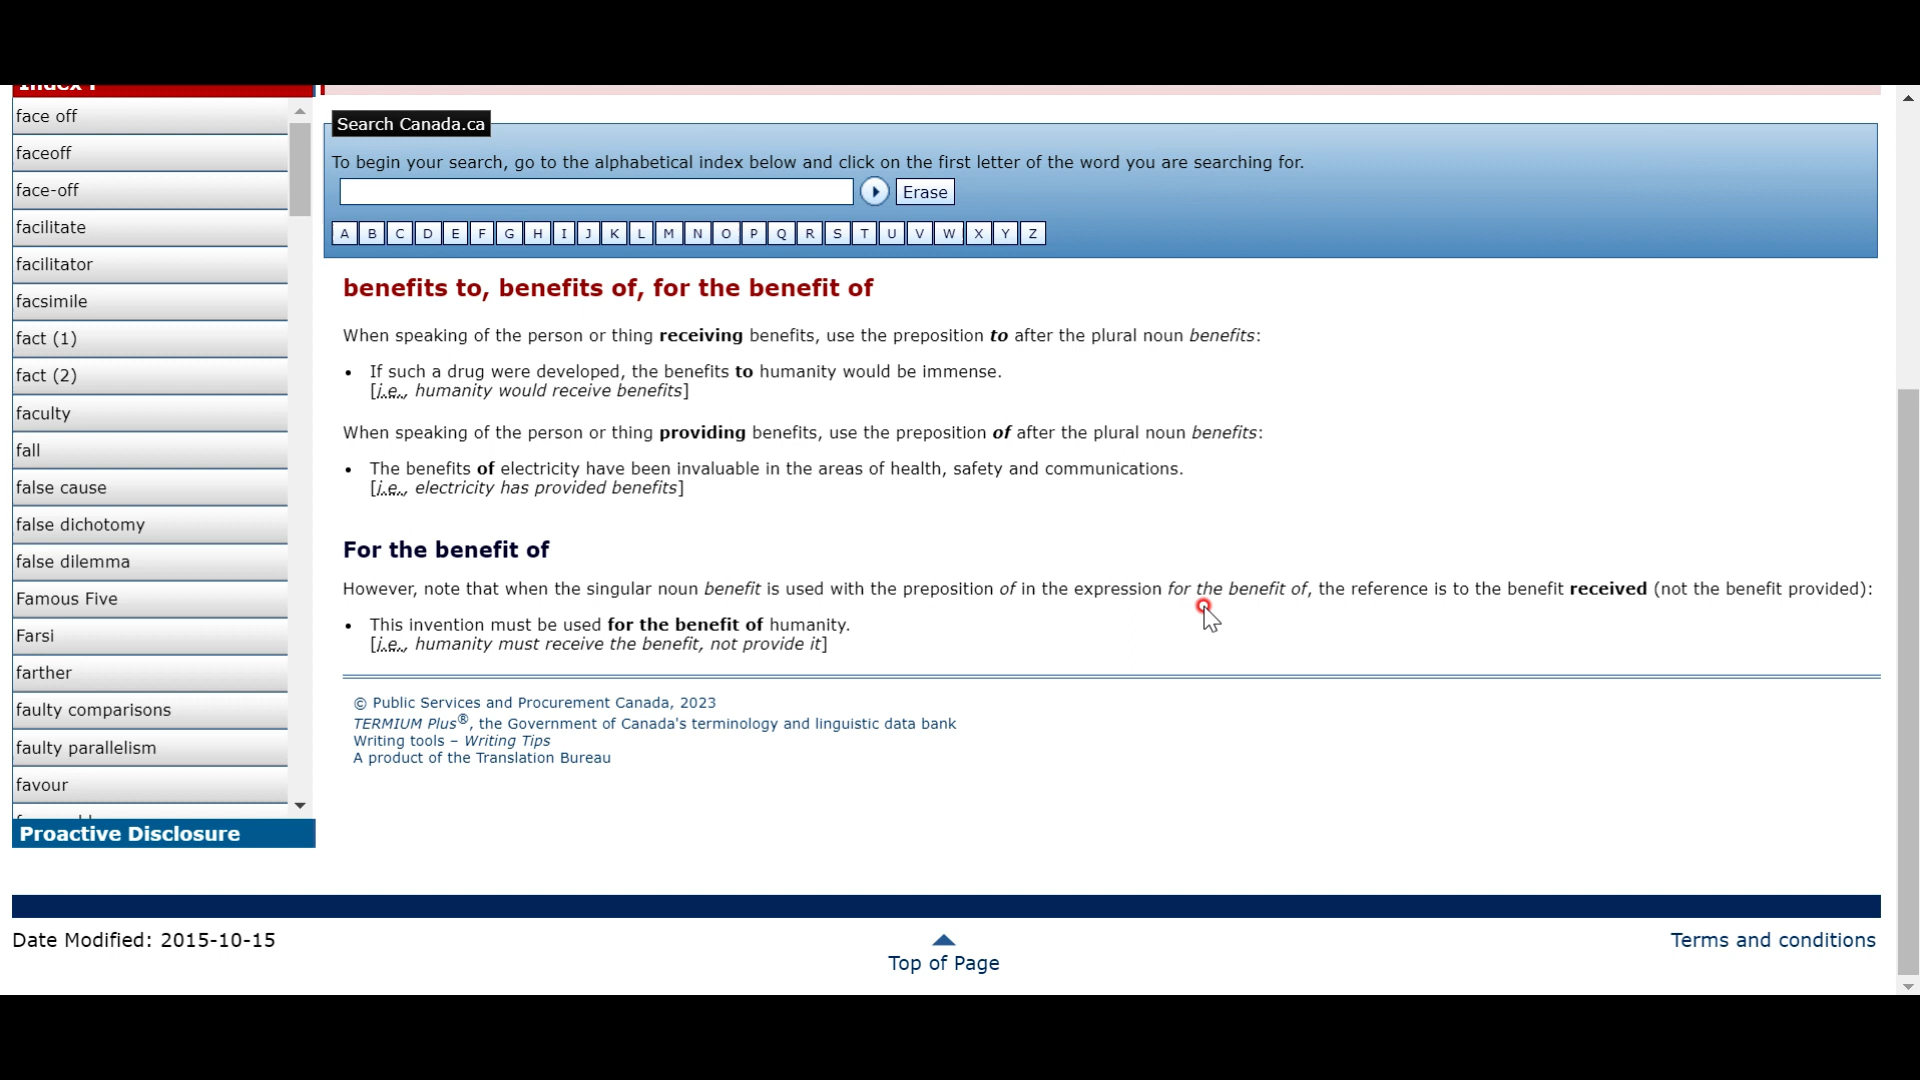 Index F
face off
faceoff
face-off
facilitate
facilitator
facsimile
fact (1)
fact (2)
faculty
fall
false cause
false dichotomy
false dilemma
Famous Five
Farsi
farther
faulty comparisons
faulty parallelism
favour
Proactive Disclosure
Search Canada.ca
To begin your search, go to the alphabetical index below and click on the first letter of the word you are searching for.
Erase
A B C D E F G H I J K L M N O P Q R S T U V W X Y Z
benefits to, benefits of, for the benefit of
When speaking of the person or thing receiving benefits, use the preposition to after the plural noun benefits:
• If such a drug were developed, the benefits to humanity would be immense.
[i.e., humanity would receive benefits]
When speaking of the person or thing providing benefits, use the preposition of after the plural noun benefits:
• The benefits of electricity have been invaluable in the areas of health, safety and communications.
[i.e., electricity has provided benefits]
For the benefit of
However, note that when the singular noun benefit is used with the preposition of in the expression for the benefit of, the reference is to the benefit received (not the benefit provided):
• This invention must be used for the benefit of humanity.
[i.e., humanity must receive the benefit, not provide it]
© Public Services and Procurement Canada, 2023
TERMIUM Plus®, the Government of Canada's terminology and linguistic data bank
Writing tools – Writing Tips
A product of the Translation Bureau
Date Modified: 2015-10-15
Top of Page
Terms and conditions